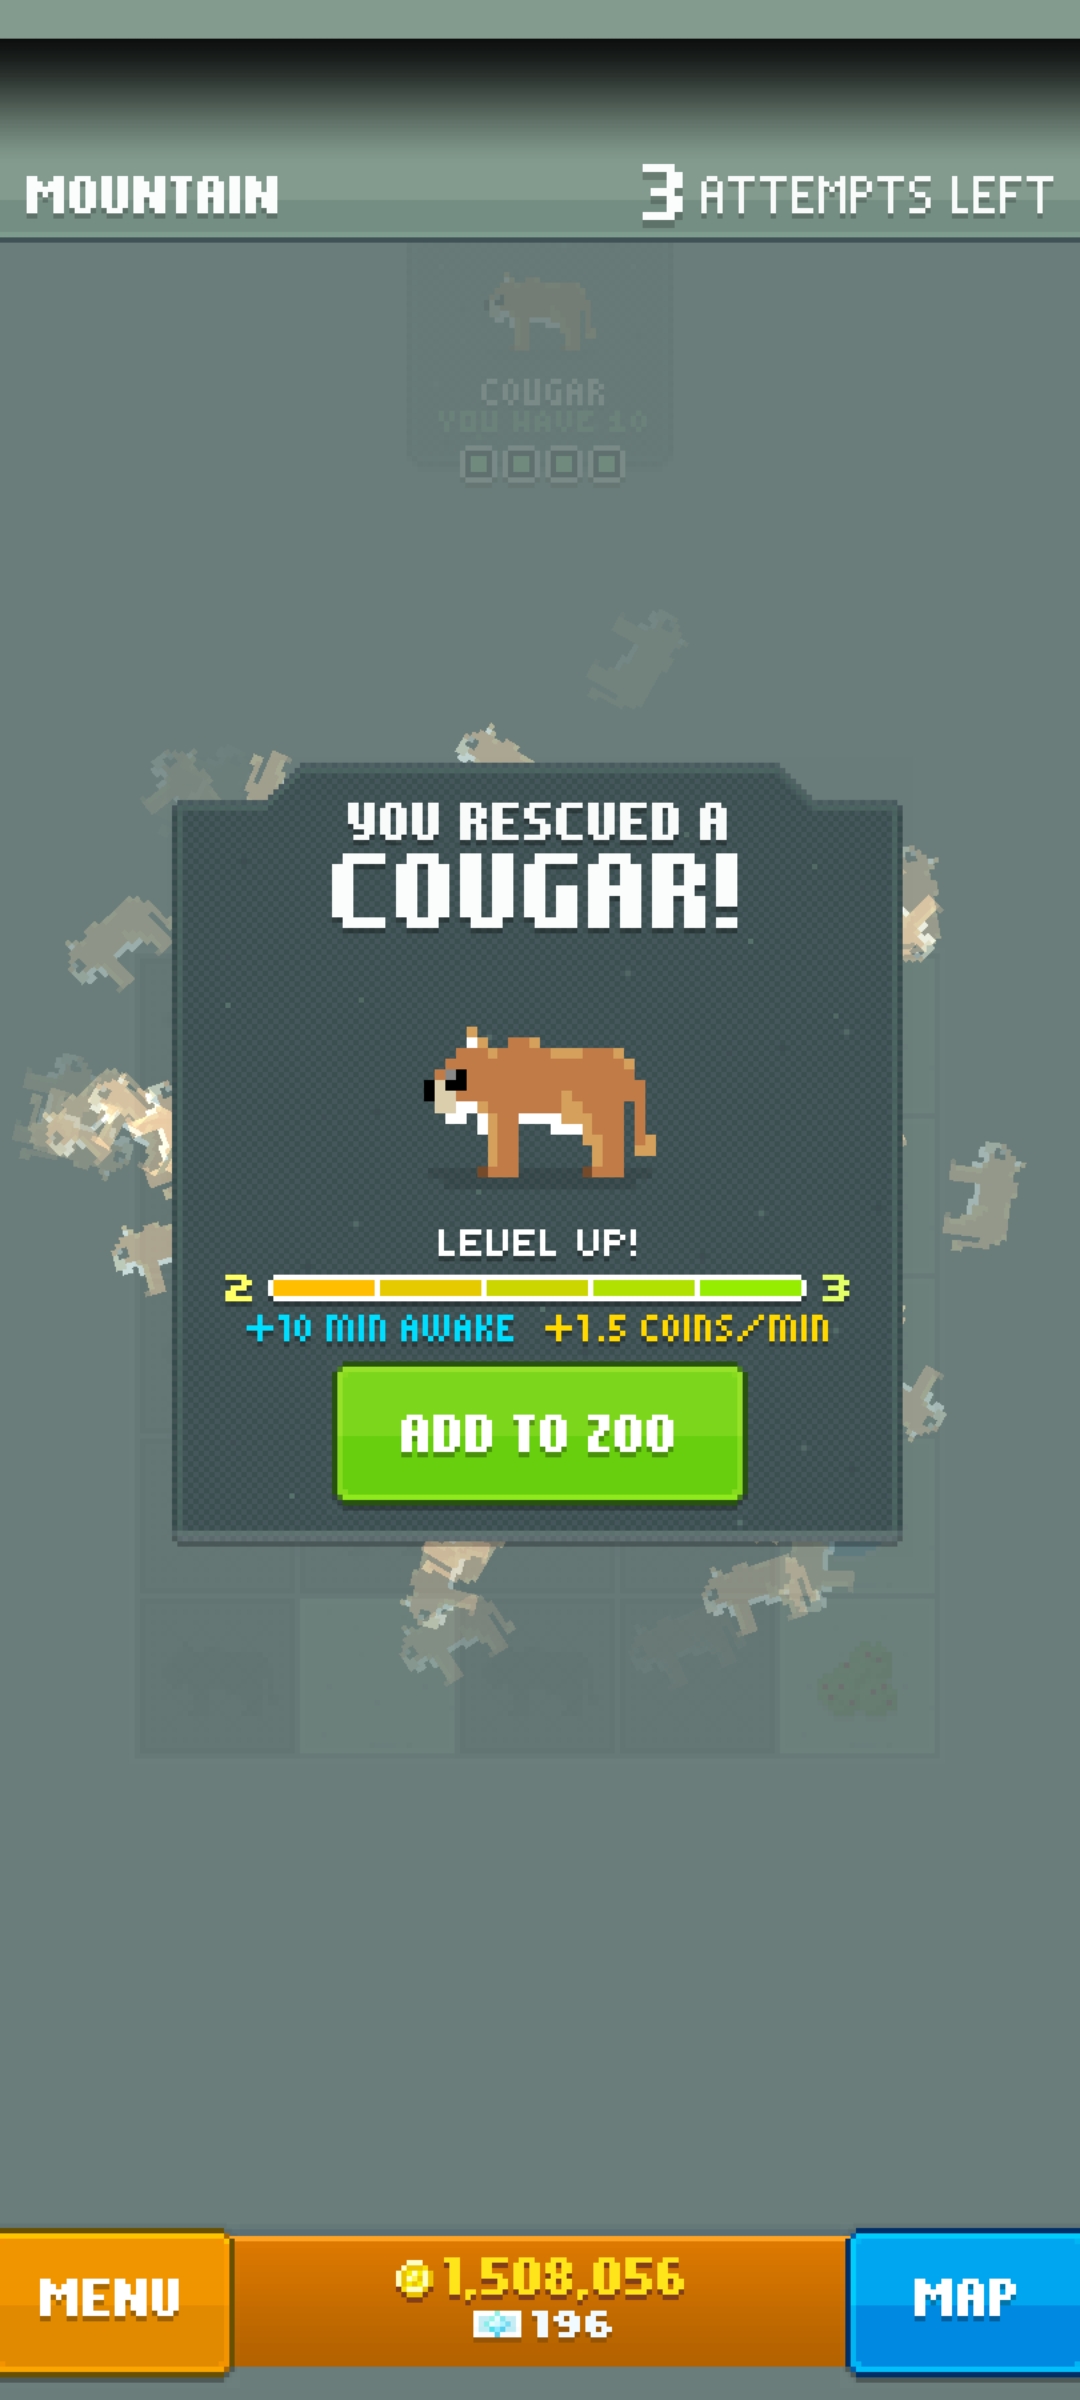 MOUNTAIN
3 ATTEMPTS LEFT
COUGAR
YOU HAVE 10
YOU RESCUED A
COUGAR!
LEVEL UP!
2 3
+10 MIN AWAKE +1.5 COINS/MIN
ADD TO ZOO
MENU
1,508,056
196
MAP